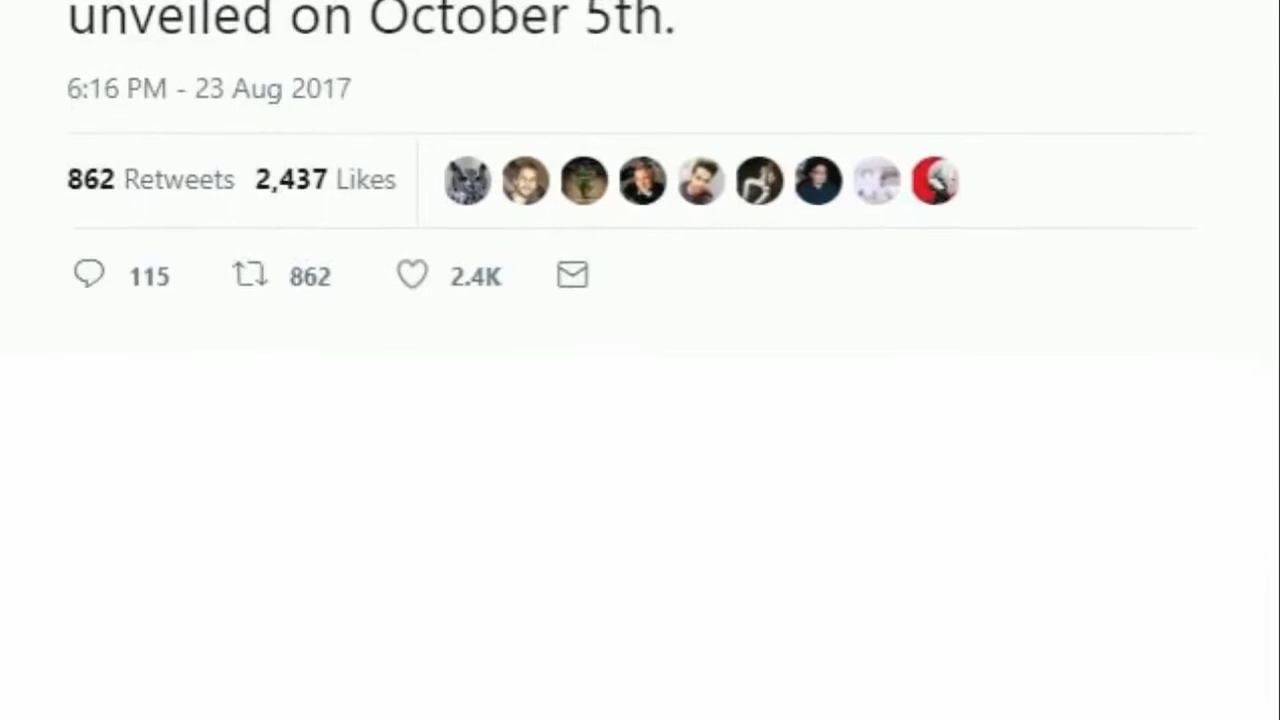 unveiled on October 5th.
6:16 PM - 23 Aug 2017
862 Retweets 2,437 Likes
115 862 2.4K